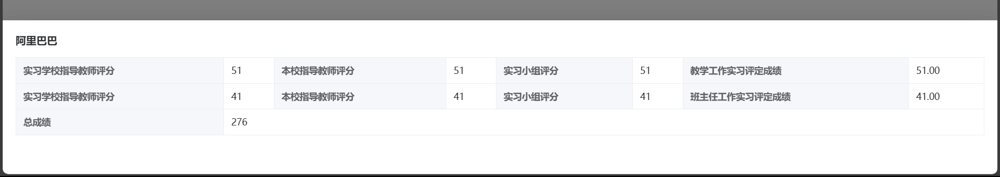 阿里巴巴
实习学校指导教师评分 51 本校指导教师评分 51 实习小组评分 51 教学工作实习评定成绩 51.00
实习学校指导教师评分 41 本校指导教师评分 41 实习小组评分 41 班主任工作实习评定成绩 41.00
总成绩 276